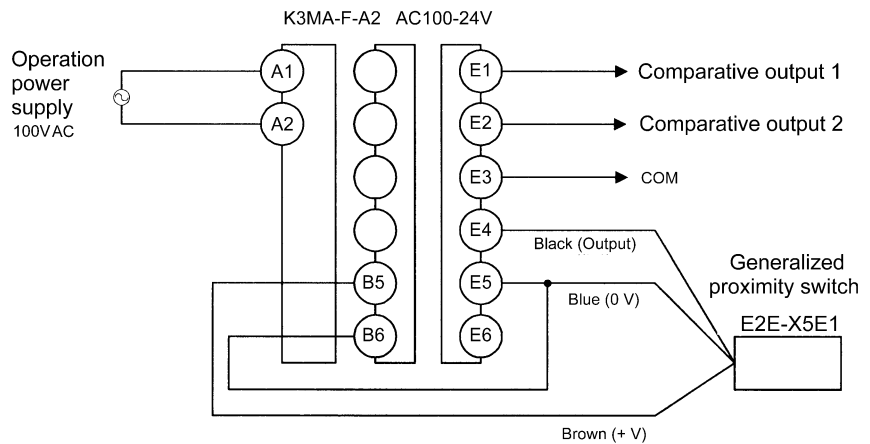 K3MA-F-A2 AC100-24V
Operation
power
supply
100VAC
A1
A2
B5
B6
E1
E2
E3
E4
E5
E6
Comparative output 1
Comparative output 2
COM
Black (Output)
Blue (0 V)
Brown (+ V)
Generalized
proximity switch
E2E-X5E1